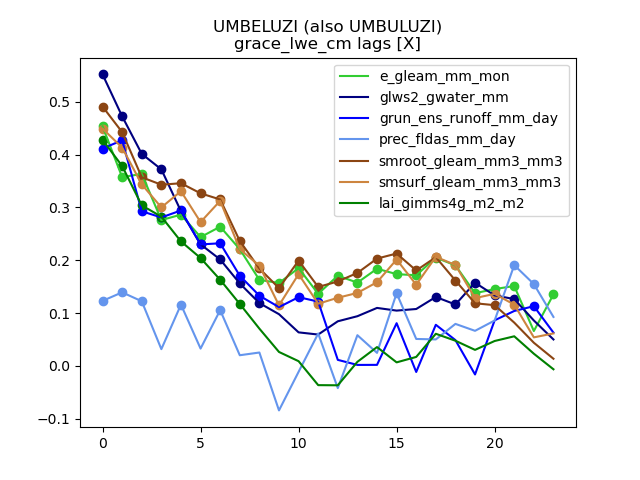 UMBELUZI (also UMBULUZI)
grace_lwe_cm lags [X]
e_gleam_mm_mon
glws2_gwater_mm
grun_ens_runoff_mm_day
prec_fldas_mm_day
smroot_gleam_mm3_mm3
smsurf_gleam_mm3_mm3
lai_gimms4g_m2_m2
0.5
0.4
0.3
0.2
0.1
0.0
−0.1
0 5 10 15 20